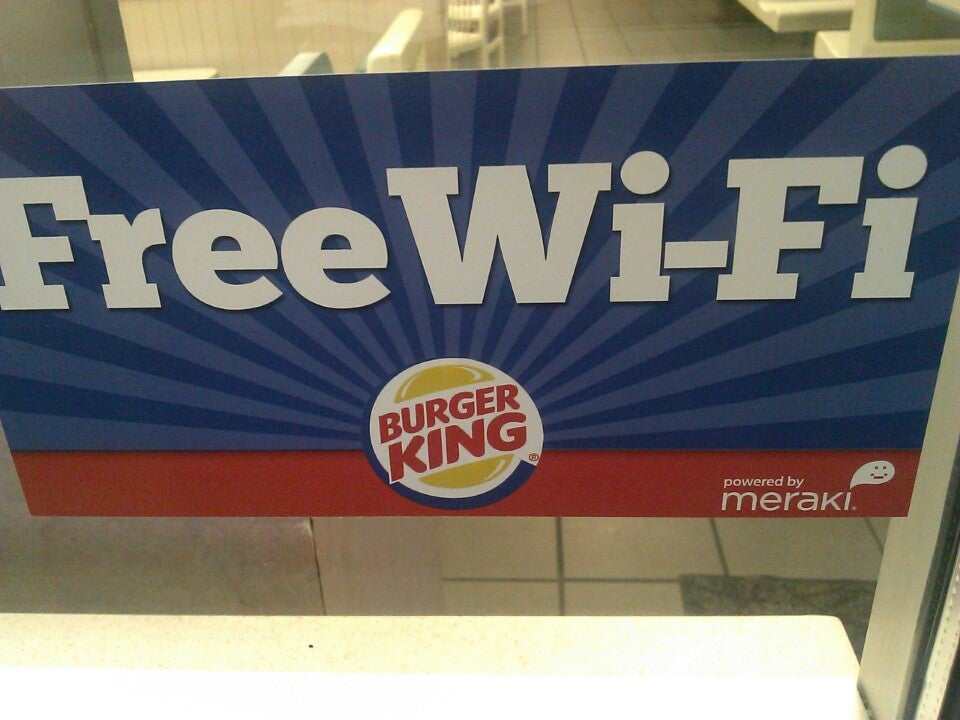 Free Wi-Fi
BURGER
KING®
powered by
meraki®